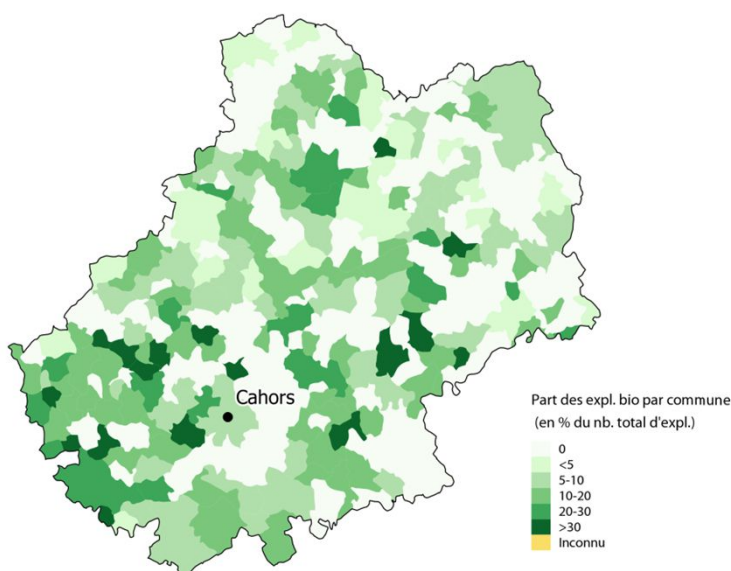 Cahors
Part des expl. bio par commune
(en % du nb. total d'expl.)
0
<5
5-10
10-20
20-30
>30
Inconnu